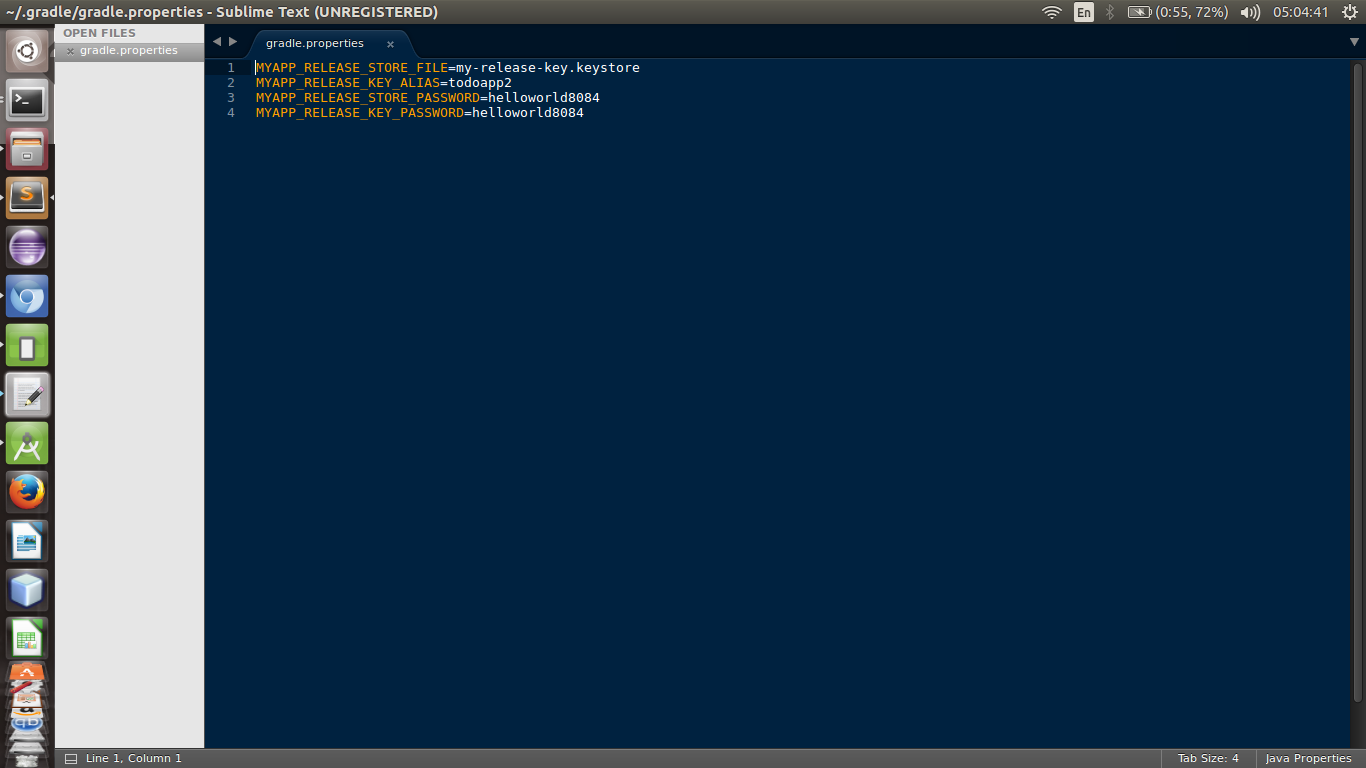 ~/.gradle/gradle.properties - Sublime Text (UNREGISTERED)
En
(0:55, 72%)
05:04:41
OPEN FILES
× gradle.properties
gradle.properties ×
1 MYAPP_RELEASE_STORE_FILE=my-release-key.keystore
2 MYAPP_RELEASE_KEY_ALIAS=todoapp2
3 MYAPP_RELEASE_STORE_PASSWORD=helloworld8084
4 MYAPP_RELEASE_KEY_PASSWORD=helloworld8084
Line 1, Column 1
Tab Size: 4
Java Properties